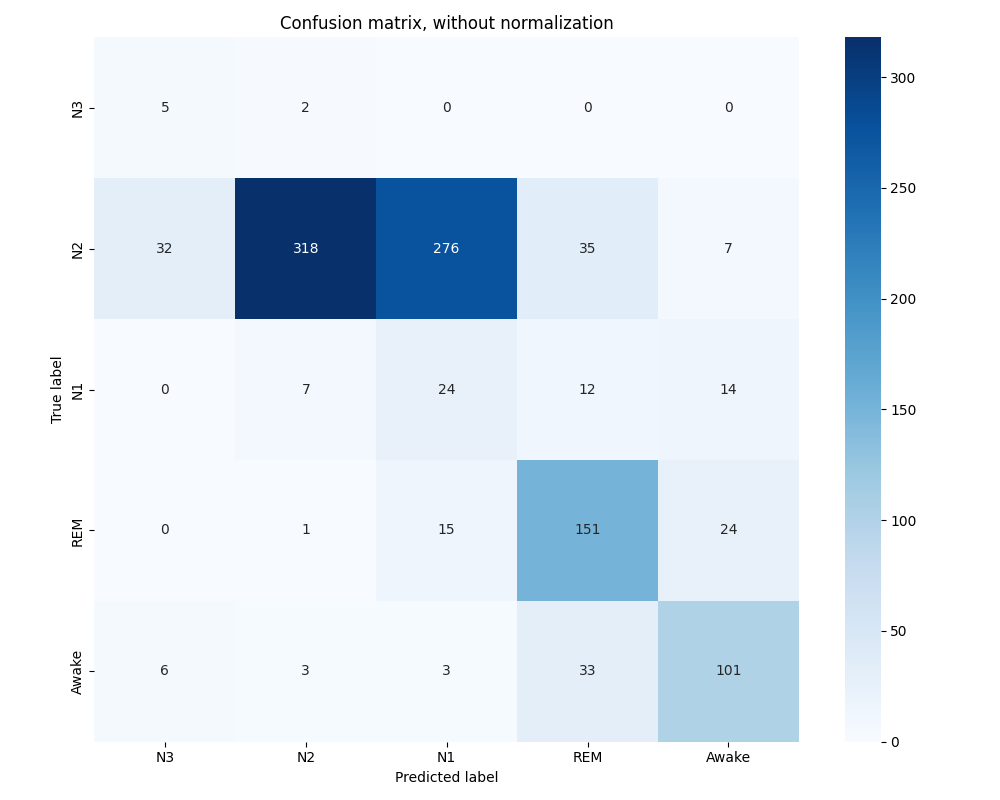 Confusion matrix, without normalization
N3 5 2 0 0 0
N2 32 318 276 35 7
N1 0 7 24 12 14
REM 0 1 15 151 24
Awake 6 3 3 33 101
N3 N2 N1 REM Awake
Predicted label
True label
300
250
200
150
100
50
0